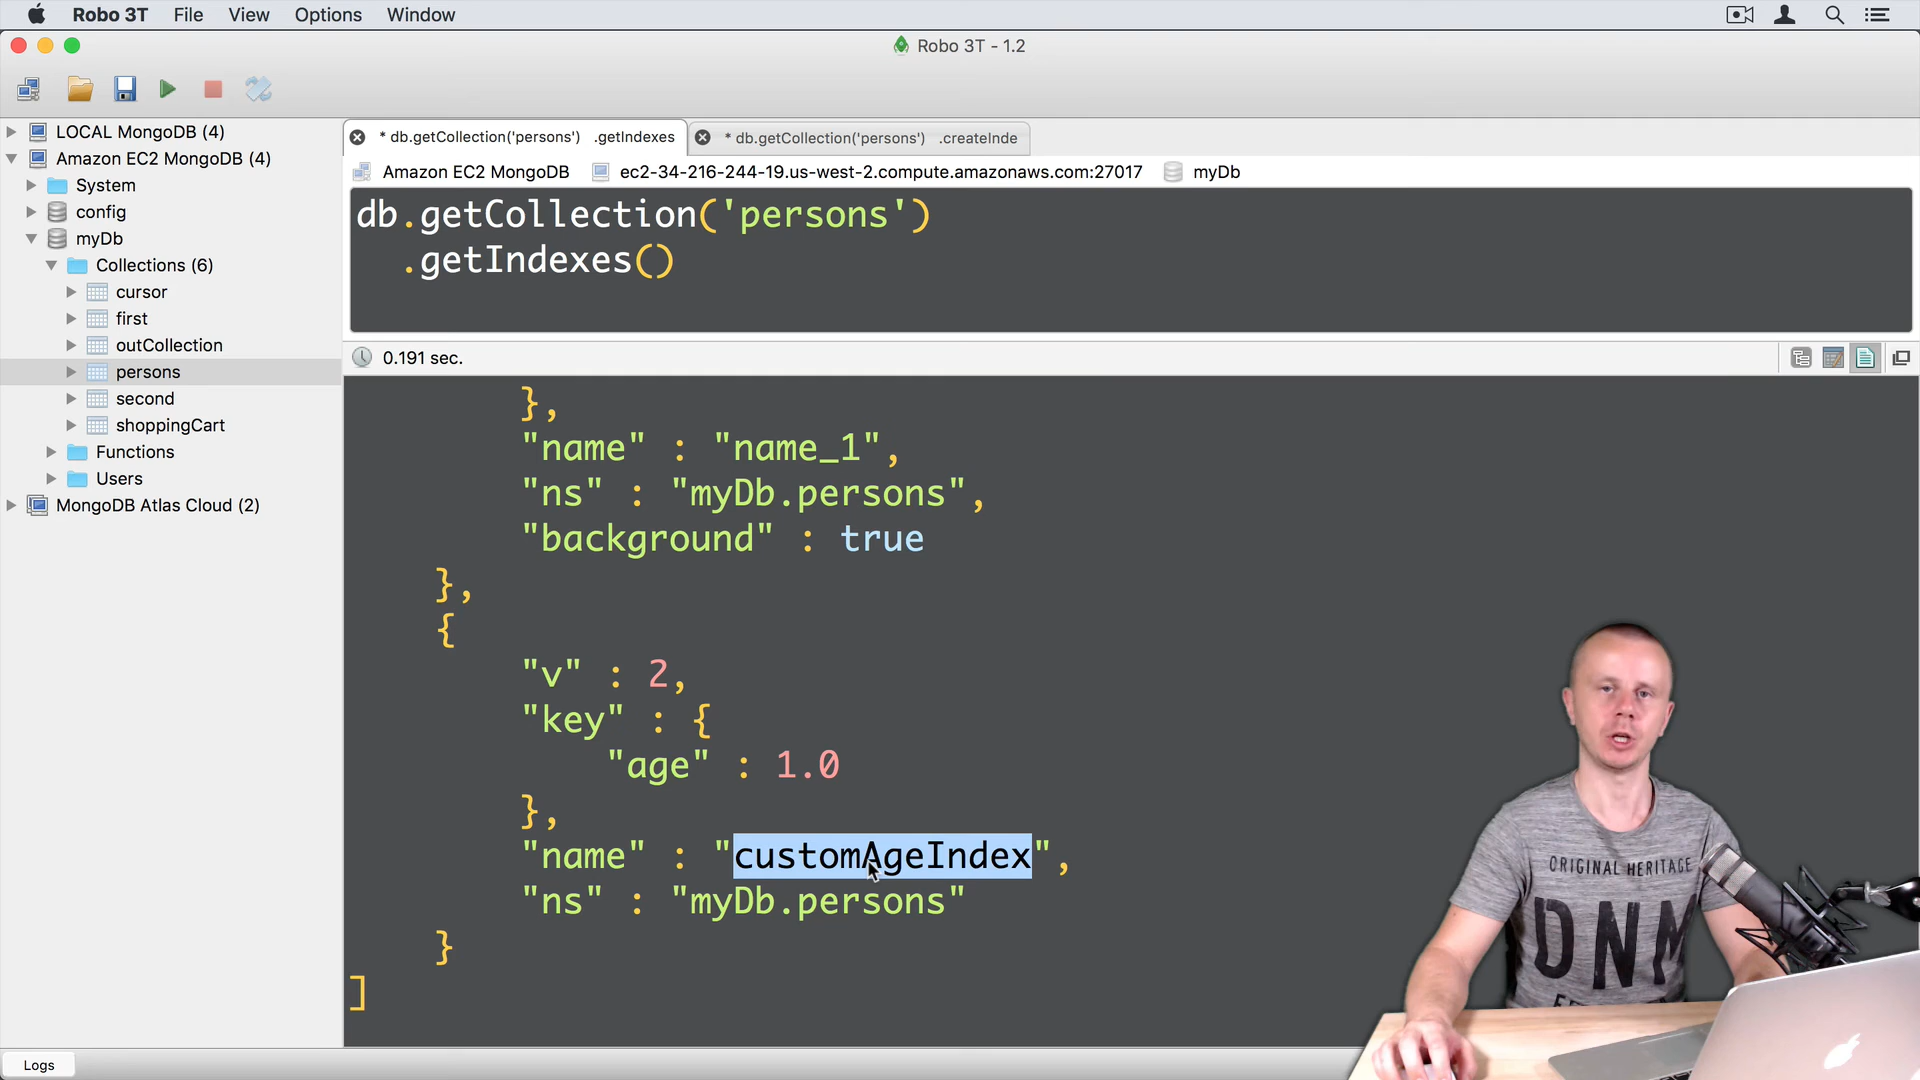 Robo 3T File View Options Window
Robo 3T - 1.2
LOCAL MongoDB (4)
Amazon EC2 MongoDB (4)
System
config
myDb
Collections (6)
cursor
first
outCollection
persons
second
shoppingCart
Functions
Users
MongoDB Atlas Cloud (2)
* db.getCollection('persons') .getIndexes
* db.getCollection('persons') .createInde
Amazon EC2 MongoDB ec2-34-216-244-19.us-west-2.compute.amazonaws.com:27017 myDb
db.getCollection('persons')
.getIndexes()
0.191 sec.
},
"name" : "name_1",
"ns" : "myDb.persons",
"background" : true
},
{
"v" : 2,
"key" : {
"age" : 1.0
},
"name" : "customAgeIndex",
"ns" : "myDb.persons"
}
]
ORIGINAL HERITAGE
DNM
Logs